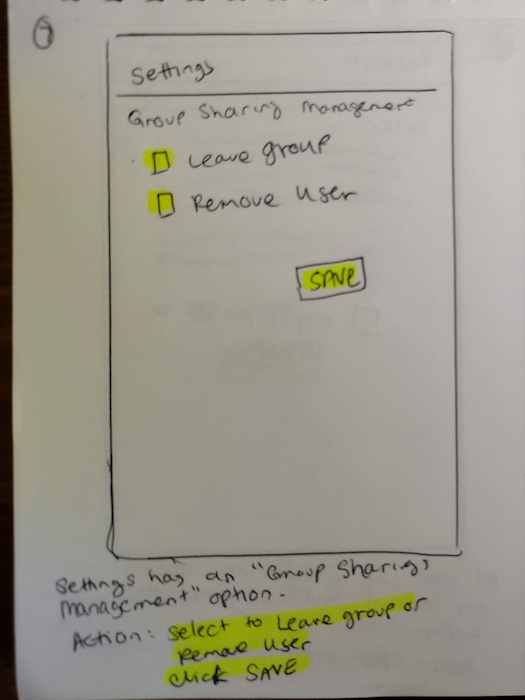 7
Settings
Group Sharing Management
Leave group
Remove User
SAVE
Settings has an "Group Sharing
Management" option.
Action: Select to Leave group or
Remove User
click SAVE